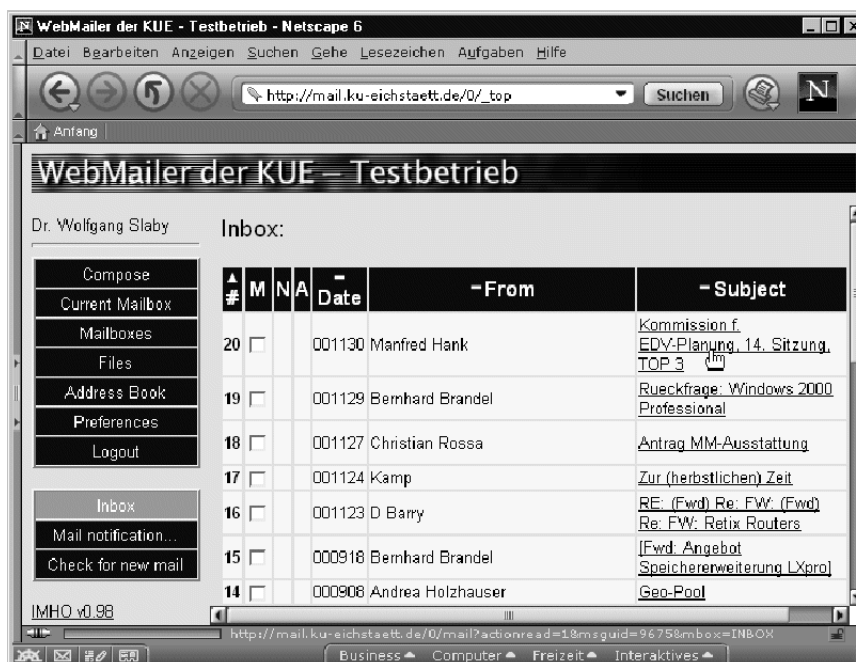 WebMailer der KUE - Testbetrieb - Netscape 6
Datei Bearbeiten Anzeigen Suchen Gehe Lesezeichen Aufgaben Hilfe
http://mail.ku-eichstaett.de/0/_top Suchen N
Anfang
WebMailer der KUE – Testbetrieb
Dr. Wolfgang Slaby
Compose
Current Mailbox
Mailboxes
Files
Address Book
Preferences
Logout
Inbox
Mail notification...
Check for new mail
IMHO v0.98
Inbox:
# M N A Date From Subject
20 001130 Manfred Hank Kommission f.
EDV-Planung, 14. Sitzung,
TOP 3
19 001129 Bernhard Brandel Rueckfrage: Windows 2000
Professional
18 001127 Christian Rossa Antrag MM-Ausstattung
17 001124 Kamp Zur (herbstlichen) Zeit
16 001123 D Barry RE: (Fwd) Re: FW: (Fwd)
Re: FW: Retix Routers
15 000918 Bernhard Brandel [Fwd: Angebot
Speichererweiterung LXpro]
14 000908 Andrea Holzhauser Geo-Pool
http://mail.ku-eichstaett.de/0/mail?actionread=1&msguid=9675&mbox=INBOX
Business Computer Freizeit Interaktives